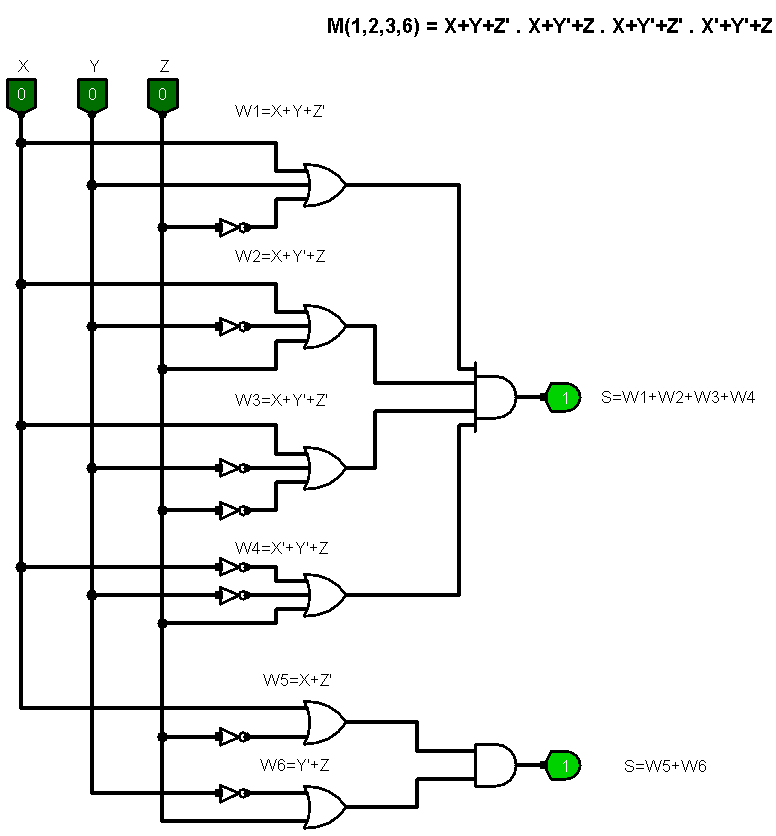 M(1,2,3,6) = X+Y+Z' . X+Y'+Z . X+Y'+Z' . X'+Y'+Z
X Y Z
0 0 0
W1=X+Y+Z'
W2=X+Y'+Z
W3=X+Y'+Z'
1 S=W1+W2+W3+W4
W4=X'+Y'+Z
W5=X+Z'
W6=Y'+Z
1 S=W5+W6